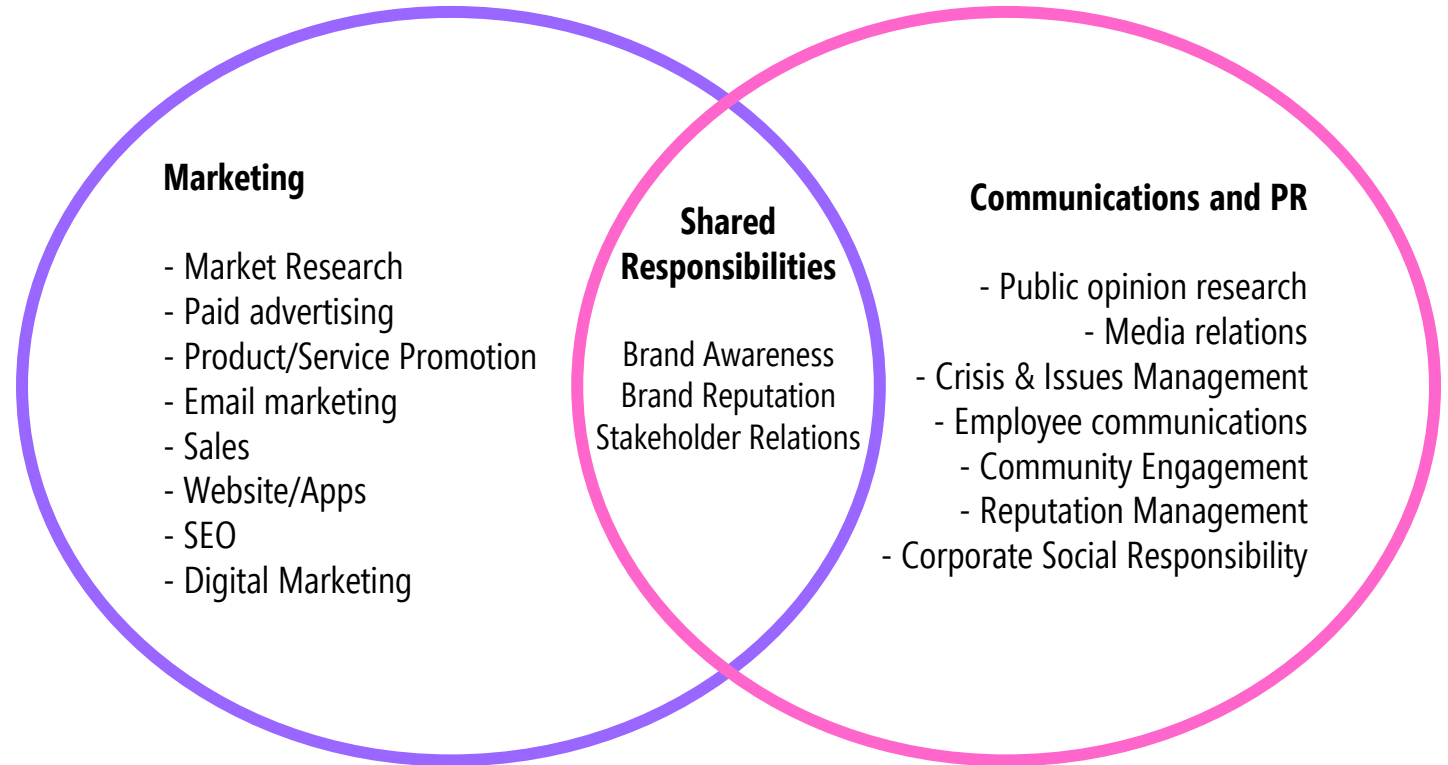 Marketing
- Market Research
- Paid advertising
- Product/Service Promotion
- Email marketing
- Sales
- Website/Apps
- SEO
- Digital Marketing
Shared
Responsibilities
Brand Awareness
Brand Reputation
Stakeholder Relations
Communications and PR
- Public opinion research
- Media relations
- Crisis & Issues Management
- Employee communications
- Community Engagement
- Reputation Management
- Corporate Social Responsibility